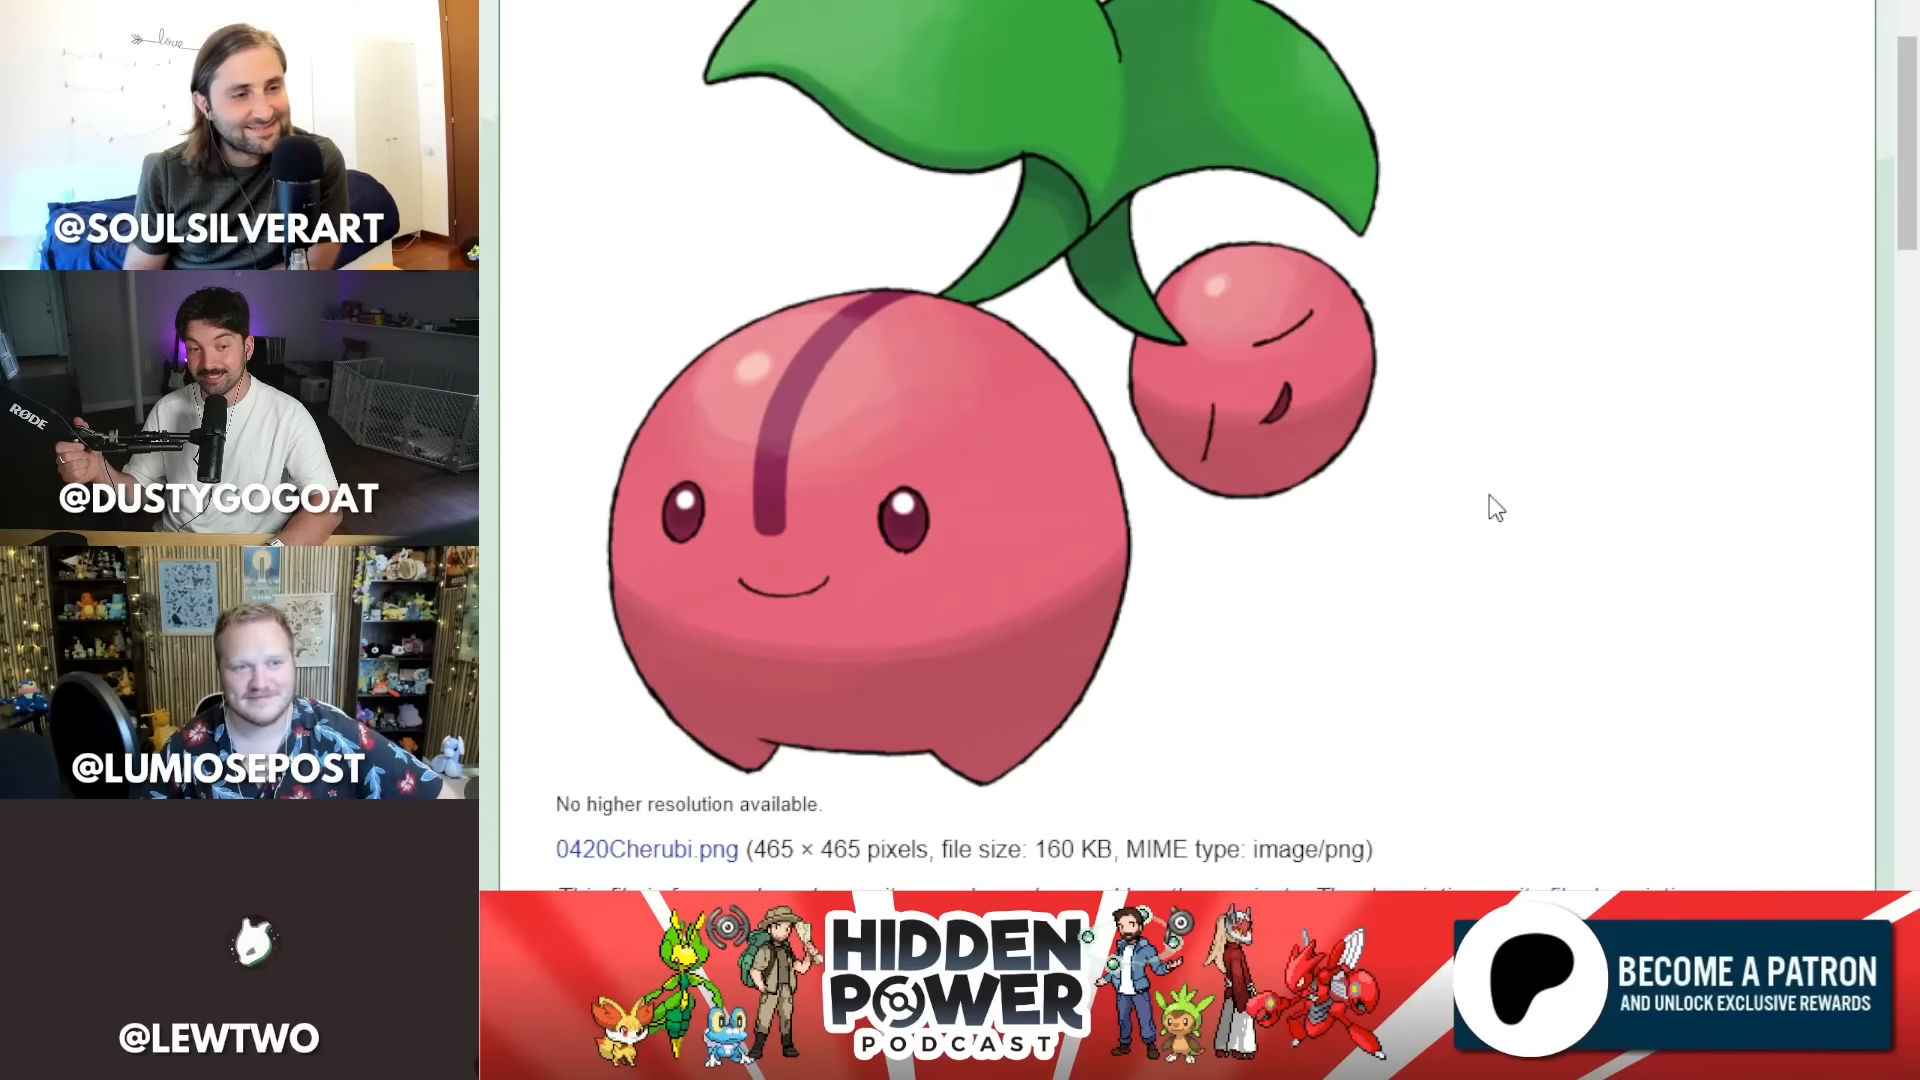 love
@SOULSILVERART
RØDE
@DUSTYGOGOAT
@LUMIOSEPOST
@LEWTWO
No higher resolution available.
0420Cherubi.png (465 × 465 pixels, file size: 160 KB, MIME type: image/png)
HIDDEN
POWER
PODCAST
BECOME A PATRON
AND UNLOCK EXCLUSIVE REWARDS